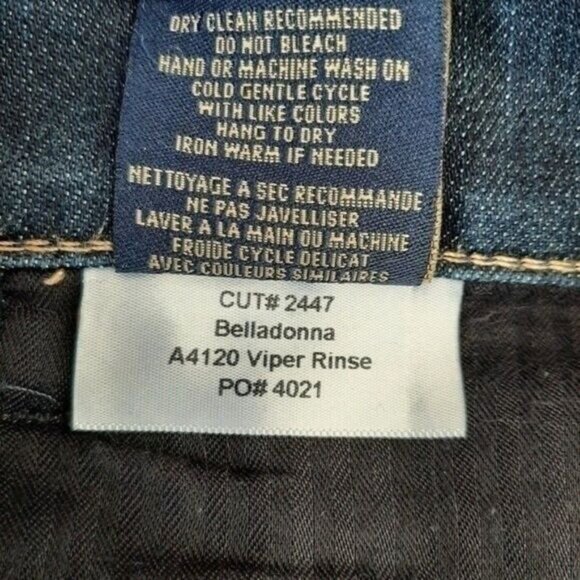 DRY CLEAN RECOMMENDED
DO NOT BLEACH
HAND OR MACHINE WASH ON
COLD GENTLE CYCLE
WITH LIKE COLORS
HANG TO DRY
IRON WARM IF NEEDED
NETTOYAGE A SEC RECOMMANDE
NE PAS JAVELLISER
LAVER A LA MAIN OU MACHINE
FROIDE CYCLE DELICAT
AVEC COULEURS SIMILAIRES
CUT# 2447
Belladonna
A4120 Viper Rinse
PO# 4021